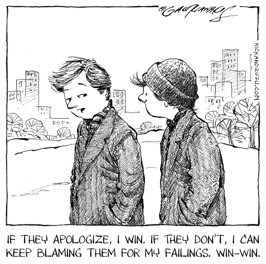 IF THEY APOLOGIZE, I WIN. IF THEY DON'T, I CAN
KEEP BLAMING THEM FOR MY FAILINGS. WIN-WIN.